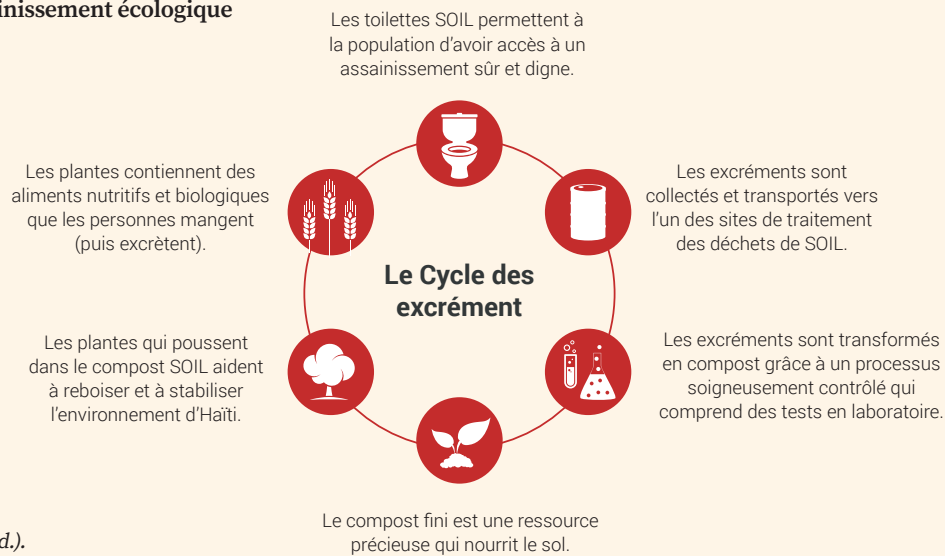 inissement écologique
Les toilettes SOIL permettent à
la population d'avoir accès à un
assainissement sûr et digne.
Les excréments sont
collectés et transportés vers
l'un des sites de traitement
des déchets de SOIL.
Les excréments sont transformés
en compost grâce à un processus
soigneusement contrôlé qui
comprend des tests en laboratoire.
Le compost fini est une ressource
précieuse qui nourrit le sol.
Les plantes qui poussent
dans le compost SOIL aident
à reboiser et à stabiliser
l'environnement d'Haïti.
Les plantes contiennent des
aliments nutritifs et biologiques
que les personnes mangent
(puis excrètent).
Le Cycle des
excrément
d.).